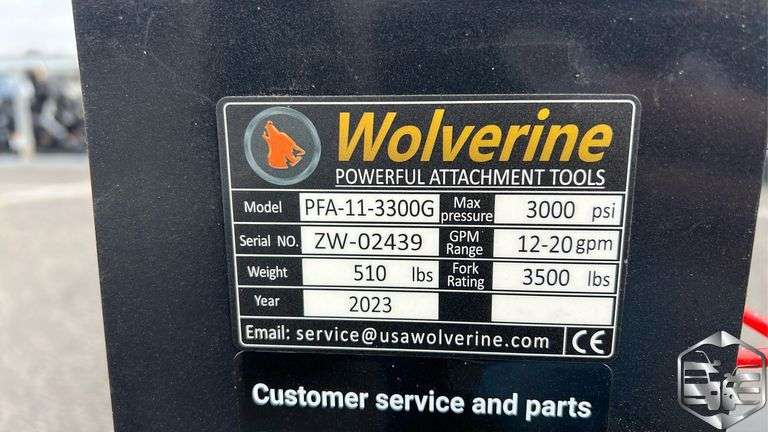 Wolverine
POWERFUL ATTACHMENT TOOLS
Model PFA-11-3300G Max pressure 3000 psi
Serial NO. ZW-02439 GPM Range 12-20 gpm
Weight 510 lbs Fork Rating 3500 lbs
Year 2023
Email: service@usawolverine.com CE
Customer service and parts